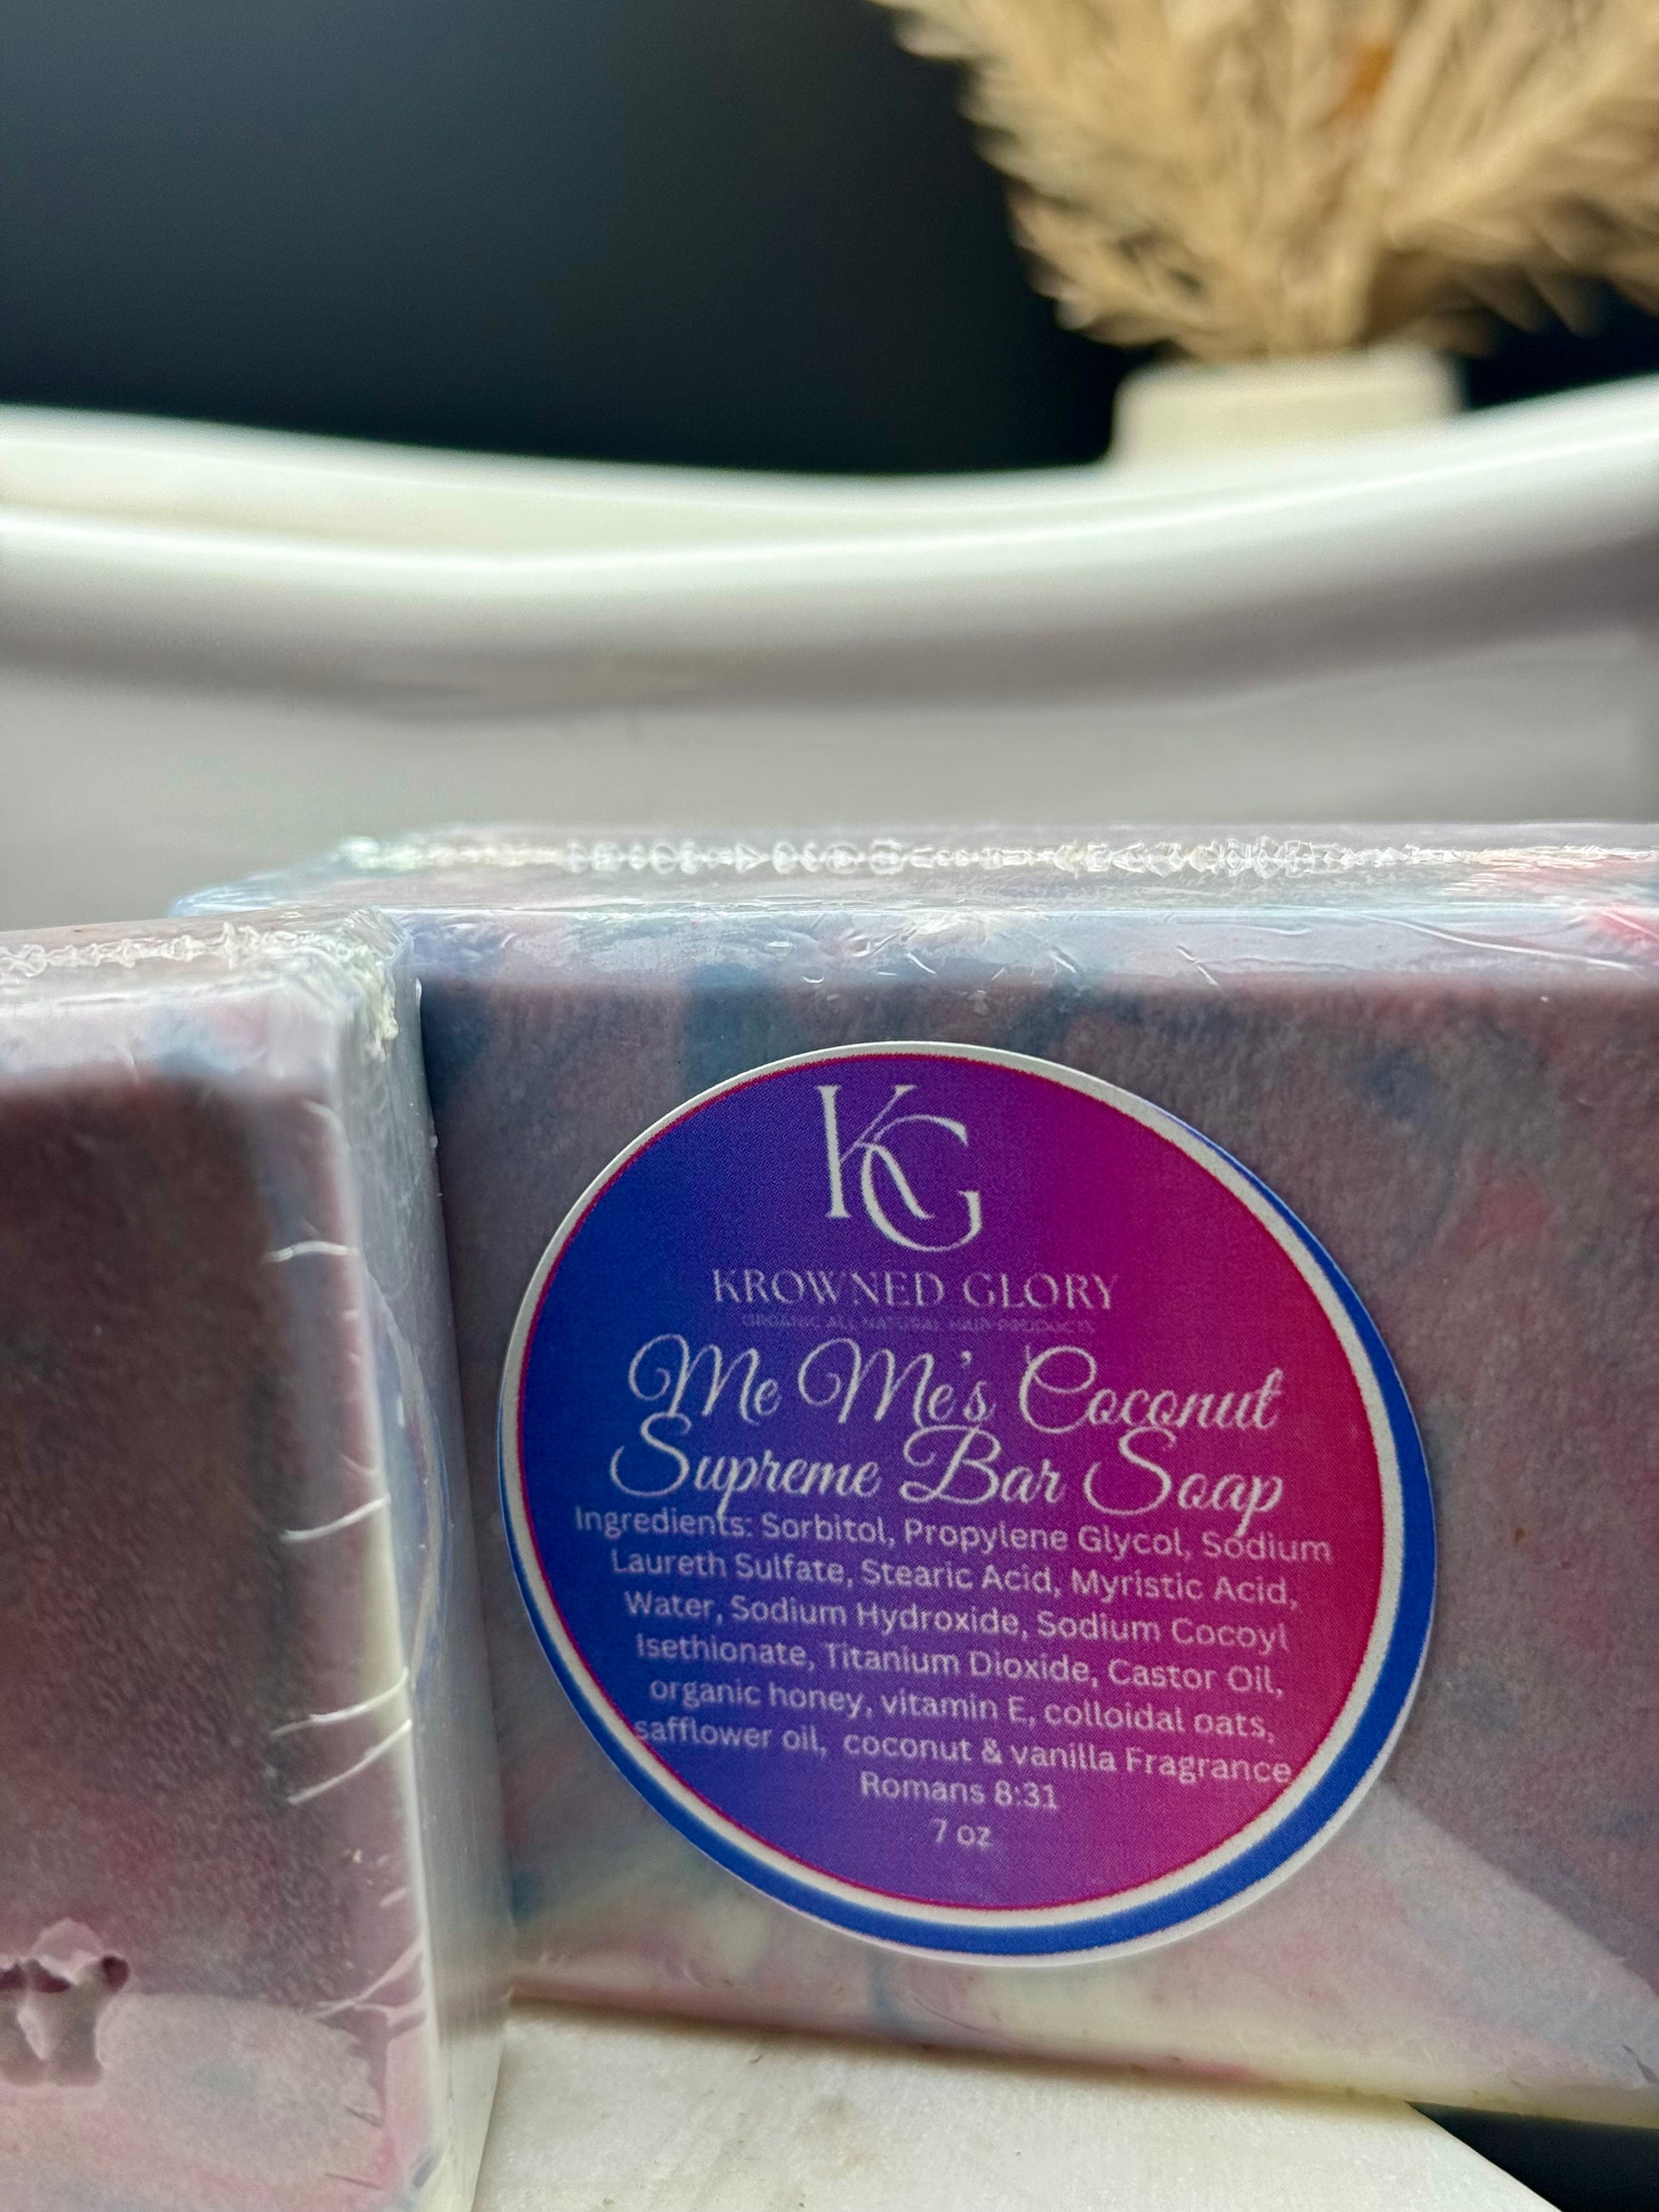 KG
KROWNED GLORY
ORGANIC ALL NATURAL HAIR PRODUCTS
Me Me's Coconut
Supreme Bar Soap
Ingredients: Sorbitol, Propylene Glycol, Sodium
Laureth Sulfate, Stearic Acid, Myristic Acid,
Water, Sodium Hydroxide, Sodium Cocoyl
Isethionate, Titanium Dioxide, Castor Oil,
organic honey, vitamin E, colloidal oats,
safflower oil, coconut & vanilla Fragrance
Romans 8:31
7 oz